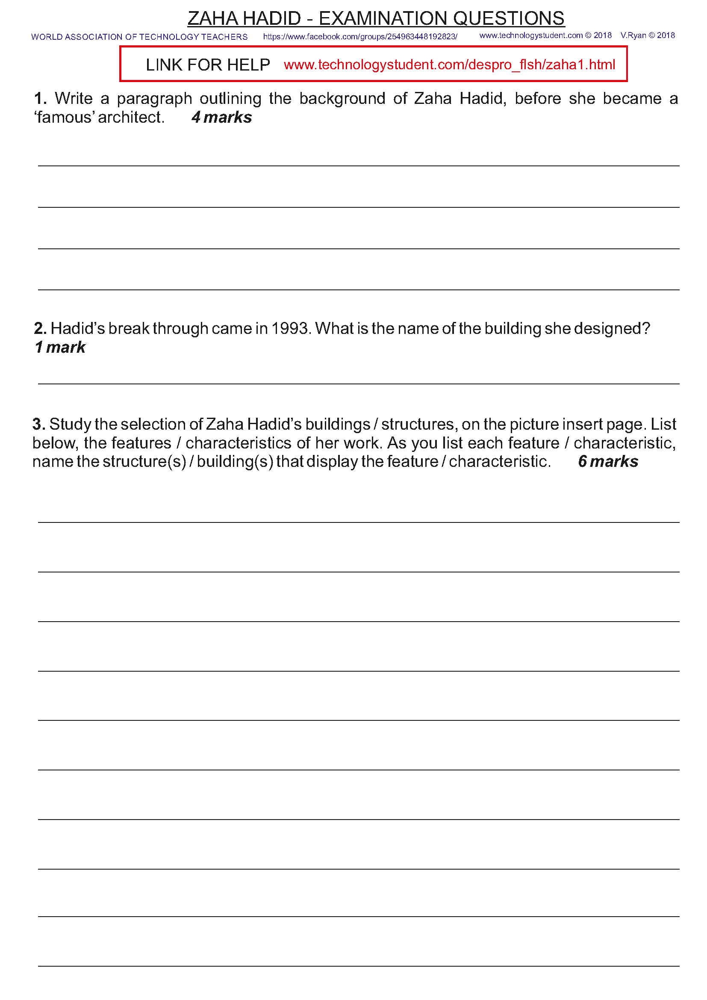 ZAHA HADID - EXAMINATION QUESTIONS
WORLD ASSOCIATION OF TECHNOLOGY TEACHERS https://www.facebook.com/groups/254963448192823/ www.technologystudent.com © 2018 V.Ryan © 2018
LINK FOR HELP www.technologystudent.com/despro_flsh/zaha1.html
1. Write a paragraph outlining the background of Zaha Hadid, before she became a
‘famous’ architect. 4 marks
2. Hadid’s break through came in 1993. What is the name of the building she designed?
1 mark
3. Study the selection of Zaha Hadid’s buildings / structures, on the picture insert page. List
below, the features / characteristics of her work. As you list each feature / characteristic,
name the structure(s) / building(s) that display the feature / characteristic. 6 marks